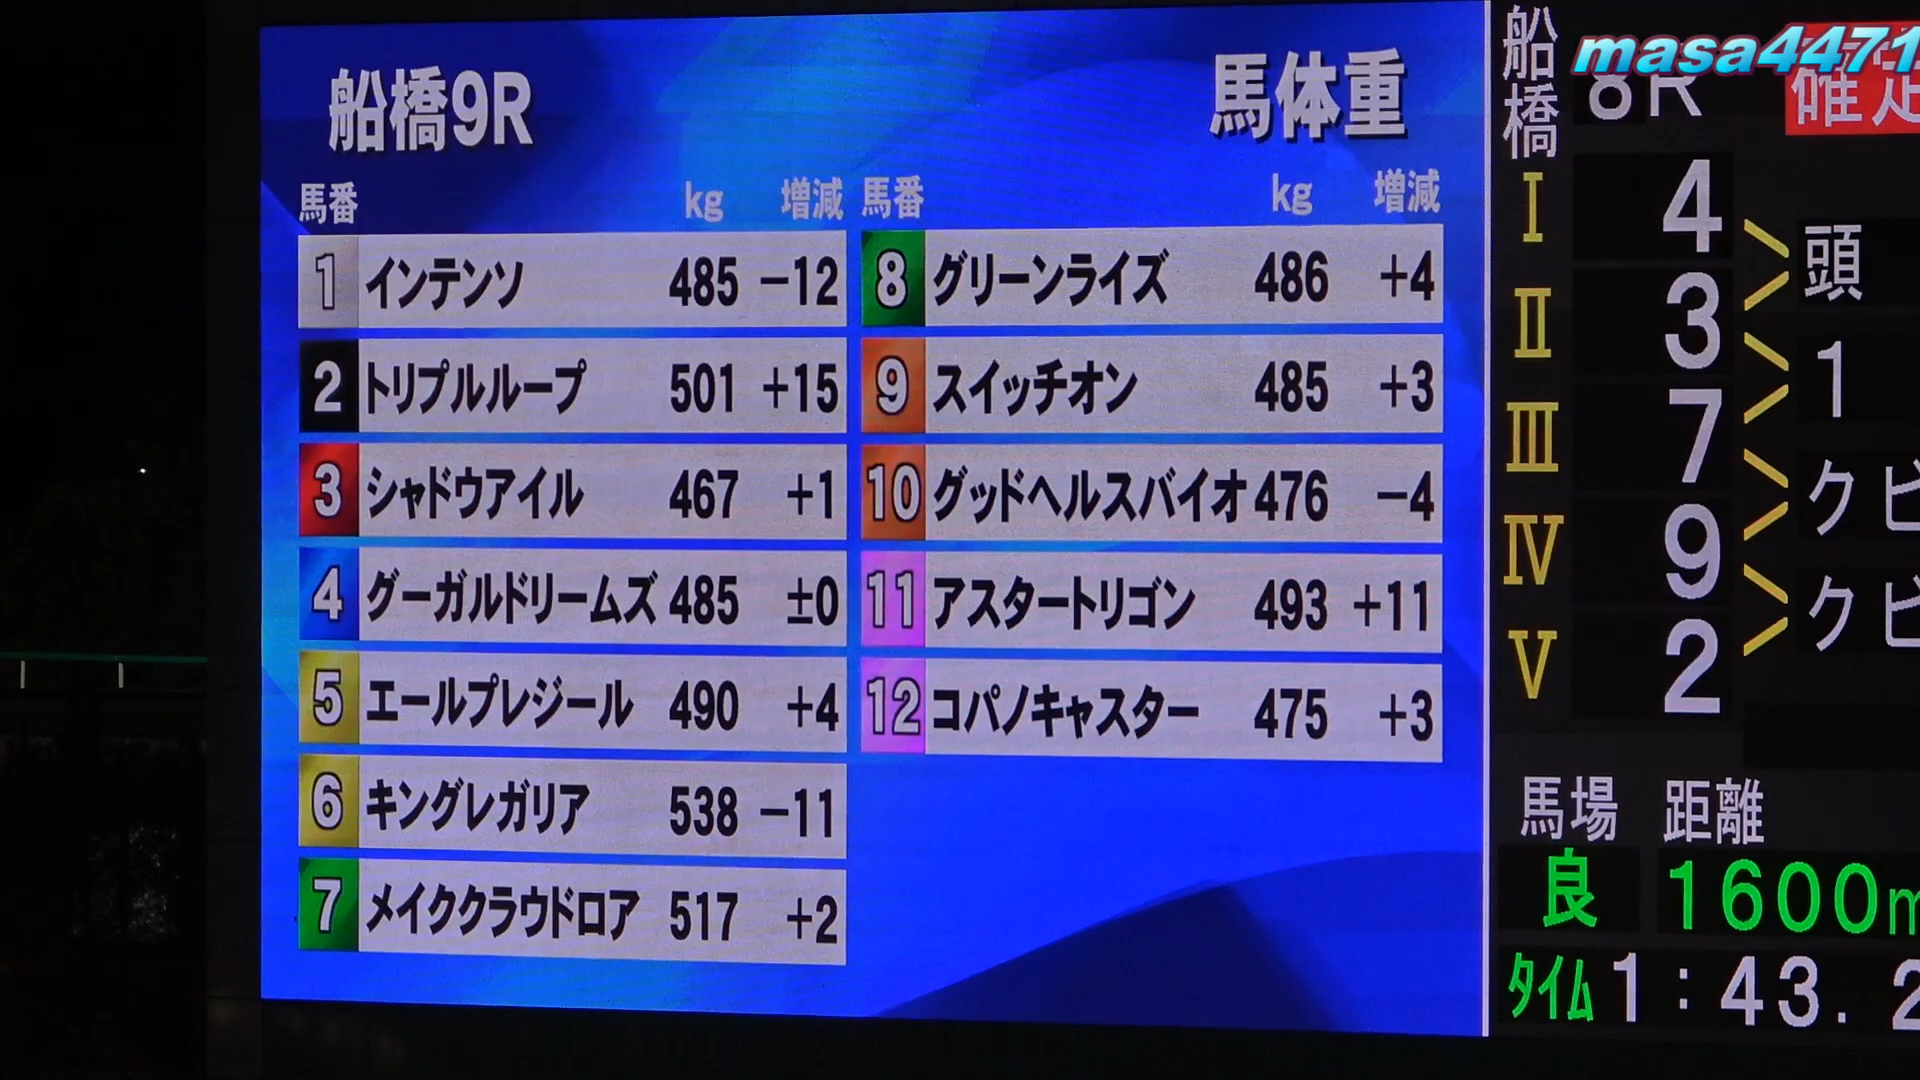 船橋9R 馬体重
馬番 kg 増減 馬番 kg 増減
1 インテンソ 485 −12
2 トリプルループ 501 +15
3 シャドウアイル 467 +1
4 グーガルドリームズ 485 ±0
5 エールプレジール 490 +4
6 キングレガリア 538 −11
7 メイククラウドロア 517 +2
8 グリーンライズ 486 +4
9 スイッチオン 485 +3
10 グッドヘルスバイオ 476 −4
11 アスタートリゴン 493 +11
12 コパノキャスター 475 +3
masa4471
船橋 8R 確定
I 4
II 3
III 7
IV 9
V 2
頭
1
クビ
クビ
馬場 距離
良 1600m
タイム 1:43.2